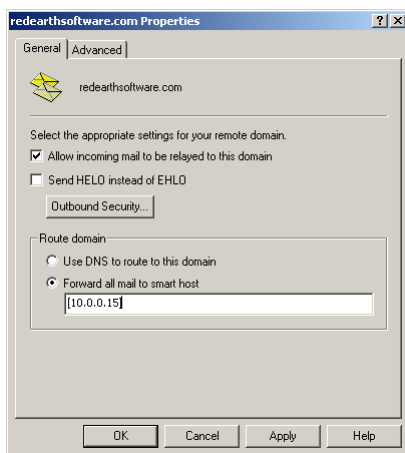 redearthsoftware.com Properties
General Advanced
redearthsoftware.com
Select the appropriate settings for your remote domain.
Allow incoming mail to be relayed to this domain
Send HELO instead of EHLO
Outbound Security...
Route domain
Use DNS to route to this domain
Forward all mail to smart host
[10.0.0.15]
OK Cancel Apply Help